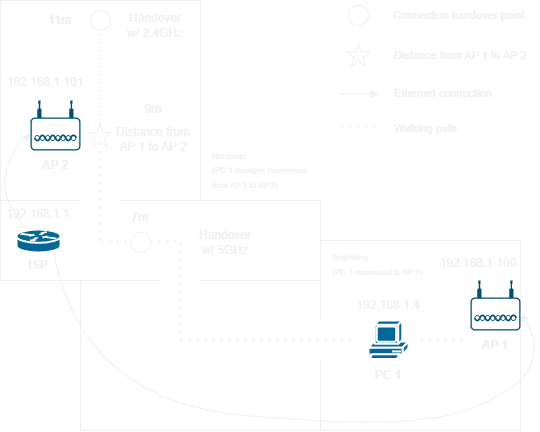 11m
Handover
w/ 2.4GHz
Connection handover point
Distance from AP 1 to AP 2
192.168.1.101
Ethernet connection
9m
Distance from
AP 1 to AP 2
Walking path
AP 2
Handover
(PC 1 changes connection
from AP 1 to AP 2)
192.168.1.1
7m
Handover
w/ 5GHz
ISP
Beginning
(PC 1 connected to AP 1)
192.168.1.100
192.168.1.4
AP 1
PC 1